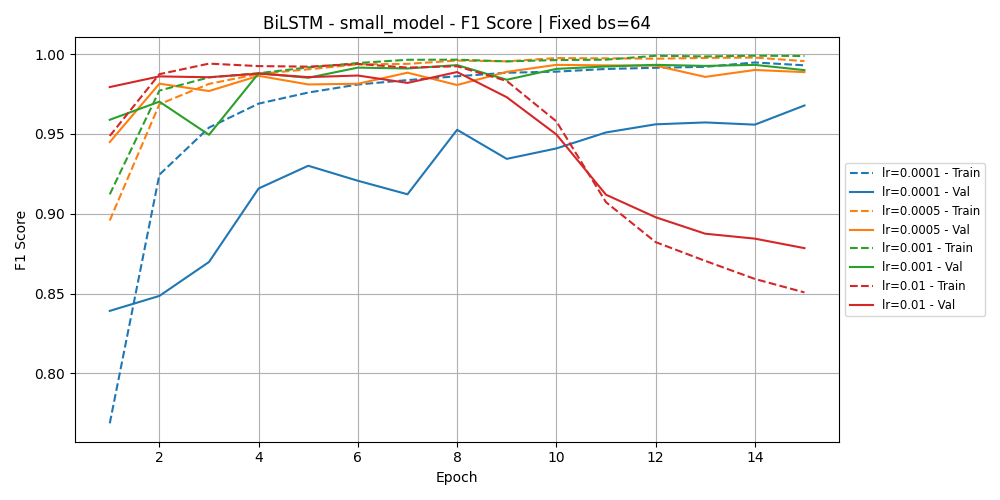 BiLSTM - small_model - F1 Score | Fixed bs=64
F1 Score
1.00
0.95
0.90
0.85
0.80
2 4 6 8 10 12 14
Epoch
lr=0.0001 - Train
lr=0.0001 - Val
lr=0.0005 - Train
lr=0.0005 - Val
lr=0.001 - Train
lr=0.001 - Val
lr=0.01 - Train
lr=0.01 - Val